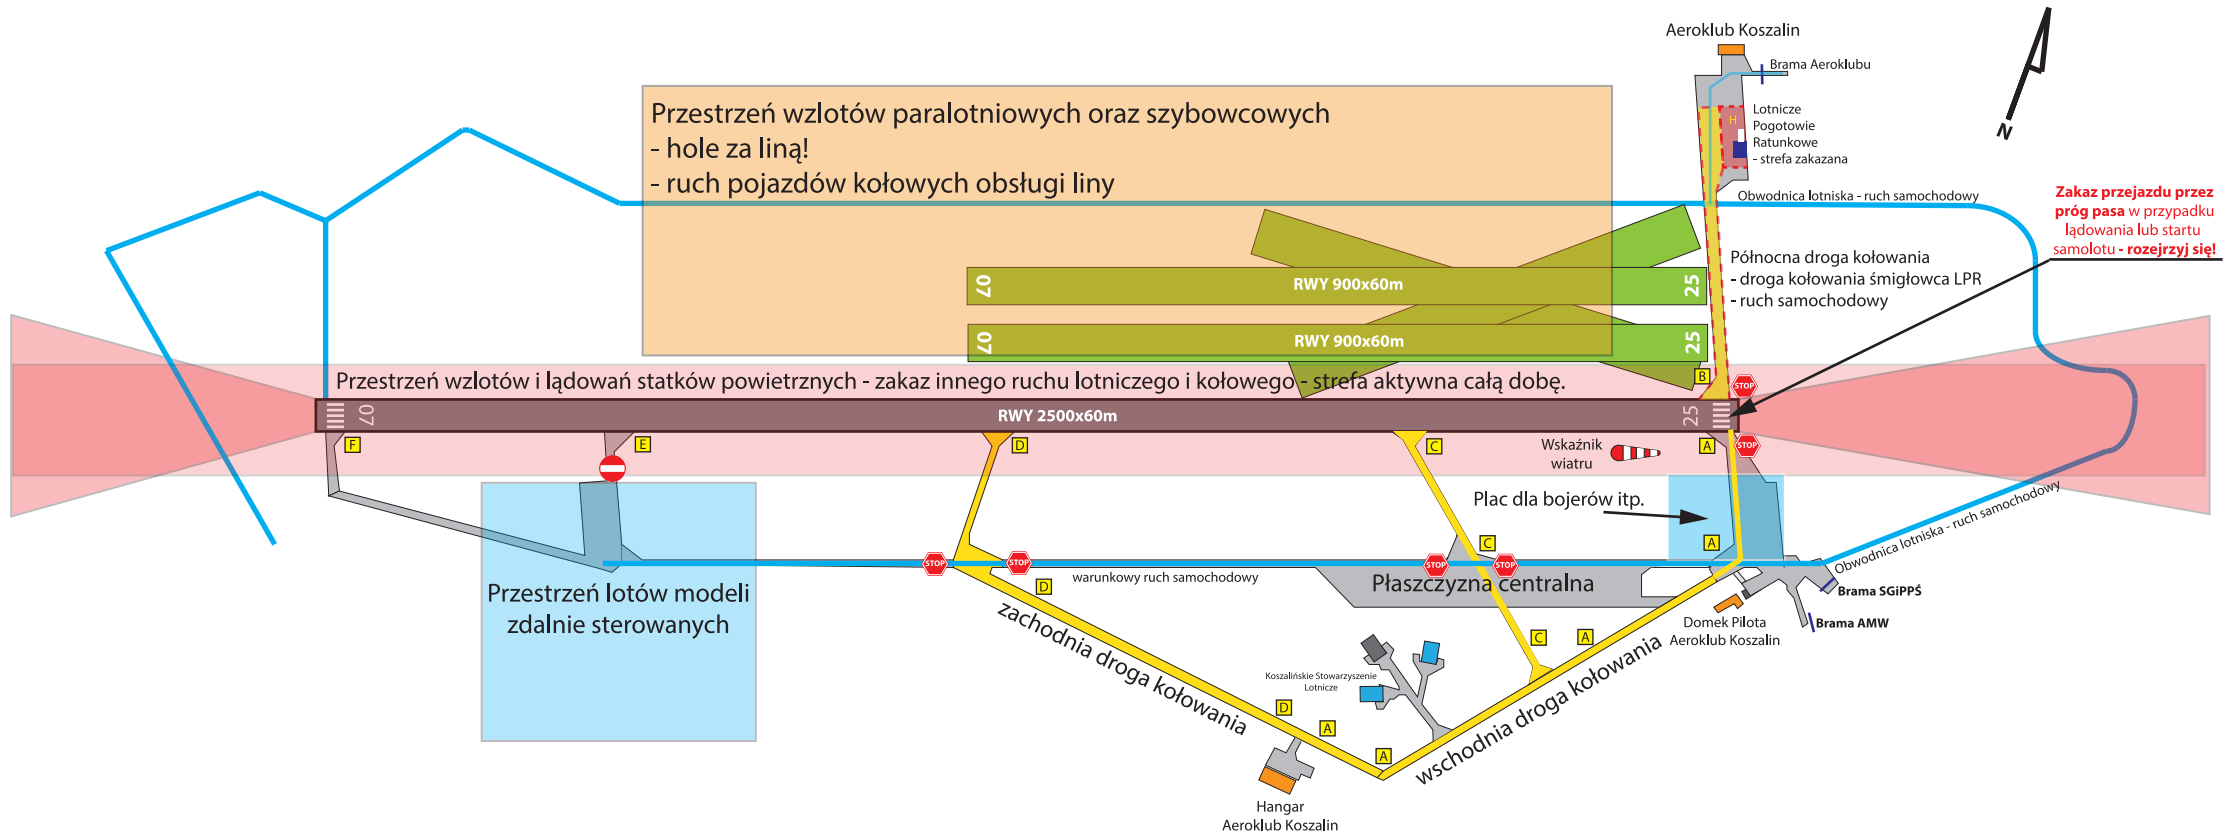 Aeroklub Koszalin
Brama Aeroklubu
N
Przestrzeń wzlotów paralotniowych oraz szybowcowych
- hole za liną!
- ruch pojazdów kołowych obsługi liny
H
Lotnicze
Pogotowie
Ratunkowe
- strefa zakazana
Obwodnica lotniska - ruch samochodowy
Zakaz przejazdu przez
próg pasa w przypadku
lądowania lub startu
samolotu - rozejrzyj się!
Północna droga kołowania
- droga kołowania śmigłowca LPR
- ruch samochodowy
07
RWY 900x60m
25
07
RWY 900x60m
25
Przestrzeń wzlotów i lądowań statków powietrznych - zakaz innego ruchu lotniczego i kołowego - strefa aktywna całą dobę.
B
STOP
07
RWY 2500x60m
25
F
E
D
C
Wskaźnik
wiatru
A
STOP
Plac dla bojerów itp.
Obwodnica lotniska - ruch samochodowy
C
A
STOP
STOP
STOP
STOP
warunkowy ruch samochodowy
Płaszczyzna centralna
D
Przestrzeń lotów modeli
zdalnie sterowanych
Brama SGiPPŚ
Brama AMW
Domek Pilota
Aeroklub Koszalin
zachodnia droga kołowania
C
A
wschodnia droga kołowania
Koszalińskie Stowarzyszenie
Lotnicze
D
A
A
Hangar
Aeroklub Koszalin